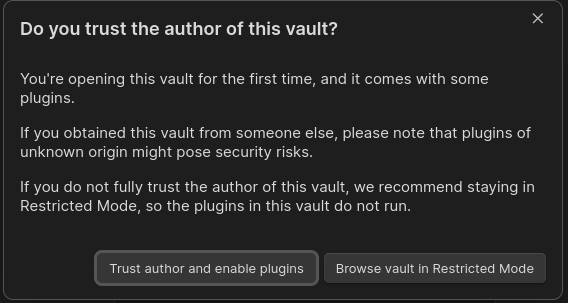 Do you trust the author of this vault?
You're opening this vault for the first time, and it comes with some
plugins.
If you obtained this vault from someone else, please note that plugins of
unknown origin might pose security risks.
If you do not fully trust the author of this vault, we recommend staying in
Restricted Mode, so the plugins in this vault do not run.
Trust author and enable plugins
Browse vault in Restricted Mode